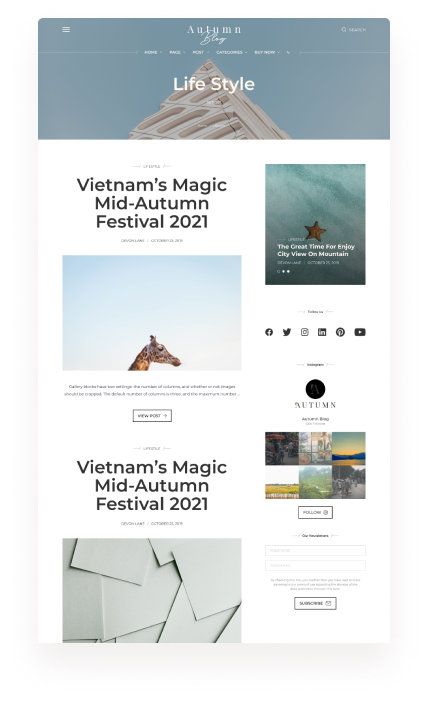 Autumn
Blog
SEARCH
HOME PAGE POST CATEGORIES BUY NOW
Life Style
LIFESTYLE
Vietnam's Magic
Mid-Autumn
Festival 2021
DEVON LANE | OCTOBER 23, 2019
Gallery blocks have two settings: the number of columns, and whether or not images
should be cropped. The default number of columns is three, and the maximum number ...
VIEW POST
LIFESTYLE
Vietnam's Magic
Mid-Autumn
Festival 2021
DEVON LANE | OCTOBER 23, 2019
LIFESTYLE
The Great Time For Enjoy
City View On Mountain
DEVON LANE | OCTOBER 23, 2019
Follow us
Instagram
AUTUMN
Autumn Blog
FOLLOW
Our Newsletters
SUBSCRIBE